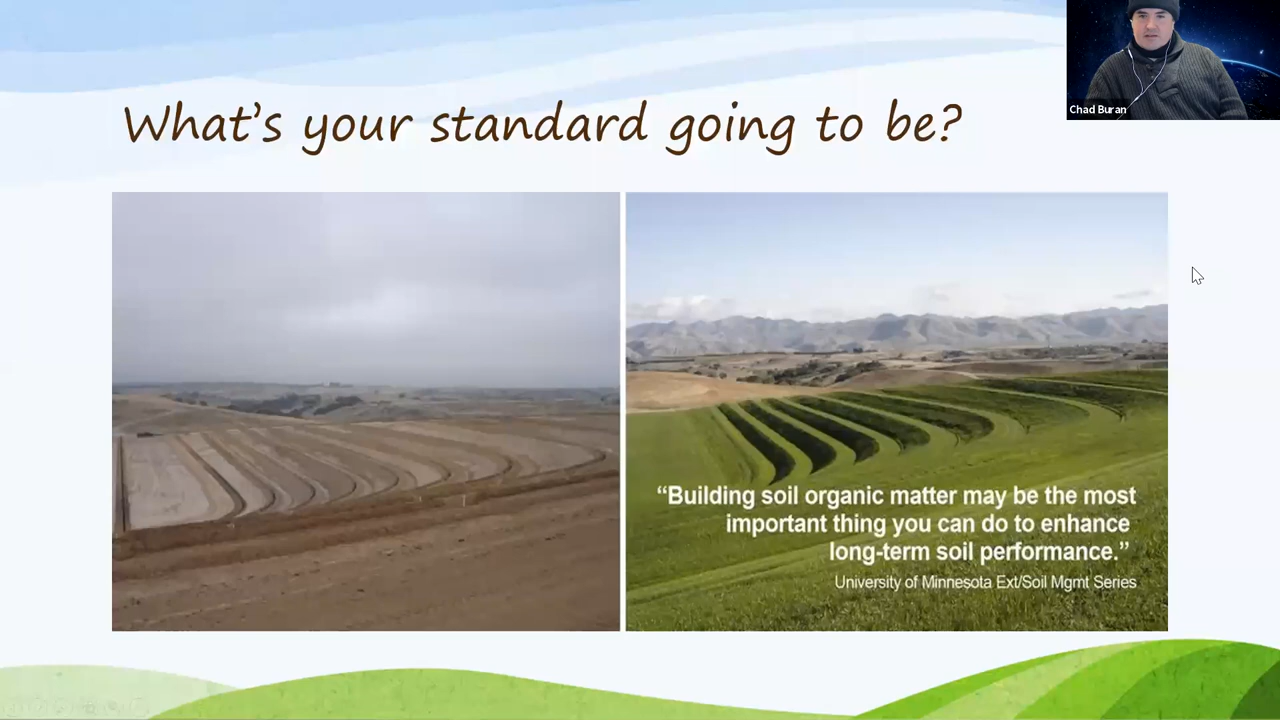 What's your standard going to be?
Chad Buran
“Building soil organic matter may be the most
important thing you can do to enhance
long-term soil performance.”
University of Minnesota Ext/Soil Mgmt Series